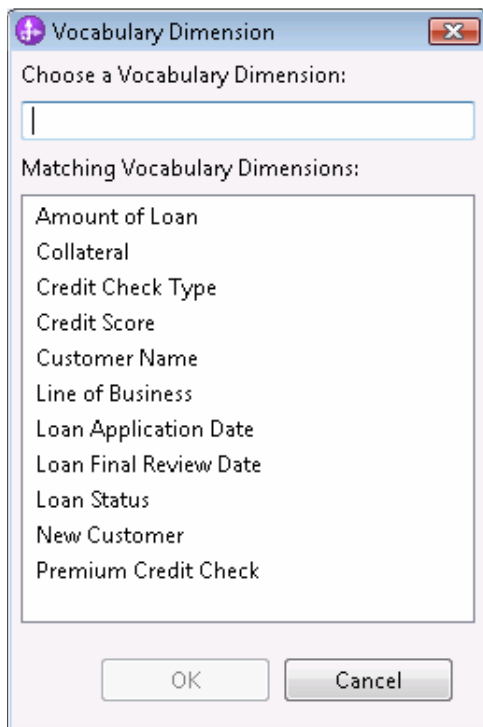 Vocabulary Dimension
Choose a Vocabulary Dimension:
Matching Vocabulary Dimensions:
Amount of Loan
Collateral
Credit Check Type
Credit Score
Customer Name
Line of Business
Loan Application Date
Loan Final Review Date
Loan Status
New Customer
Premium Credit Check
OK
Cancel